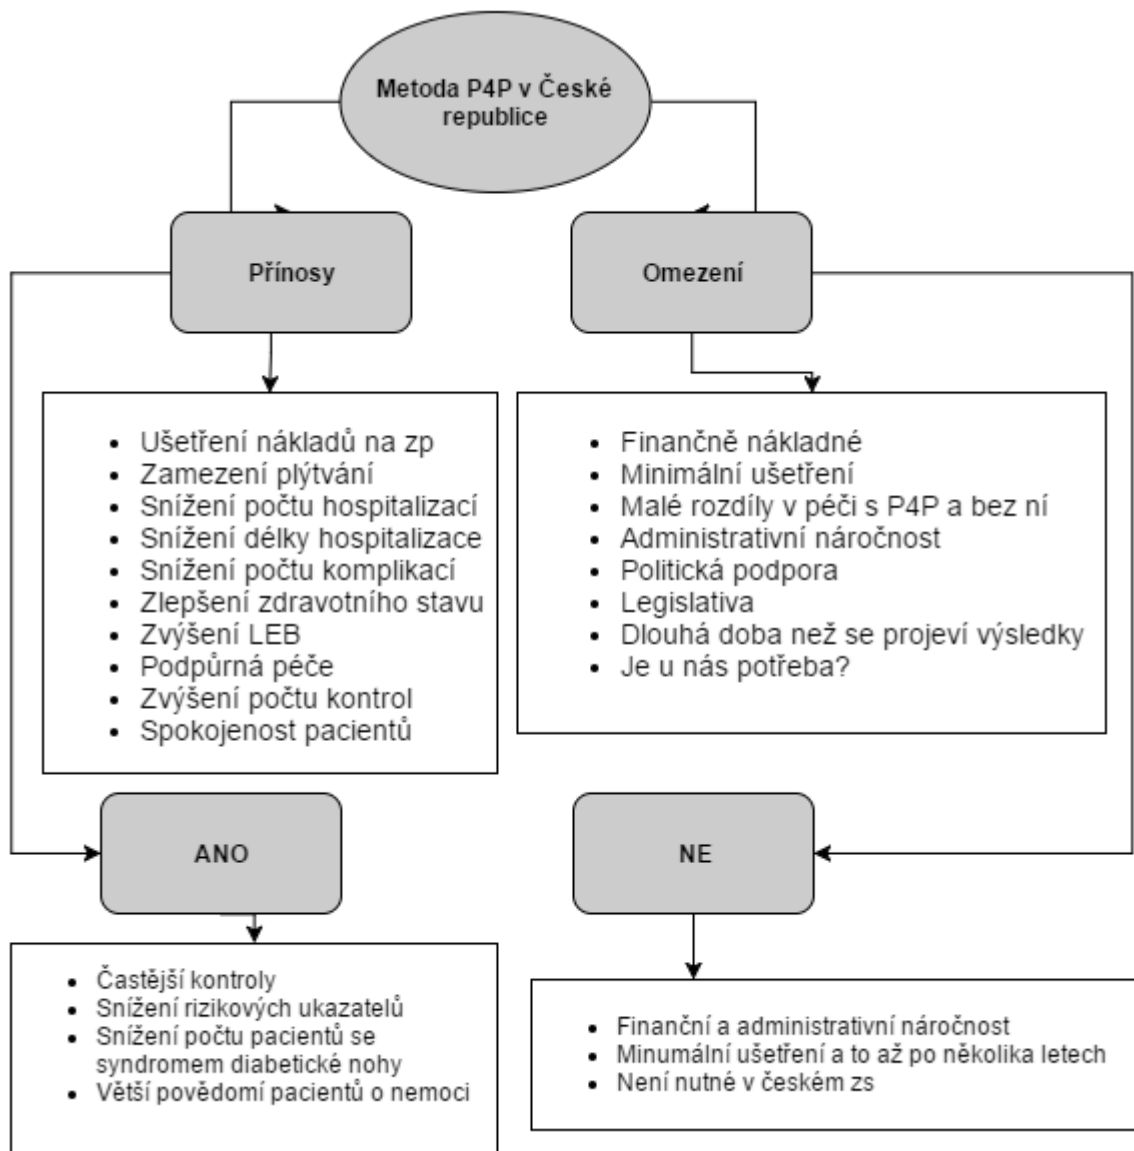 Metoda P4P v České
republice
Přínosy
Omezení
• Ušetření nákladů na zp
• Zamezení plýtvání
• Snížení počtu hospitalizací
• Snížení délky hospitalizace
• Snížení počtu komplikací
• Zlepšení zdravotního stavu
• Zvýšení LEB
• Podpůrná péče
• Zvýšení počtu kontrol
• Spokojenost pacientů
• Finančně nákladné
• Minimální ušetření
• Malé rozdíly v péči s P4P a bez ní
• Administrativní náročnost
• Politická podpora
• Legislativa
• Dlouhá doba než se projeví výsledky
• Je u nás potřeba?
ANO
NE
• Častější kontroly
• Snížení rizikových ukazatelů
• Snížení počtu pacientů se
syndromem diabetické nohy
• Větší povědomí pacientů o nemoci
• Finanční a administrativní náročnost
• Minumální ušetření a to až po několika letech
• Není nutné v českém zs